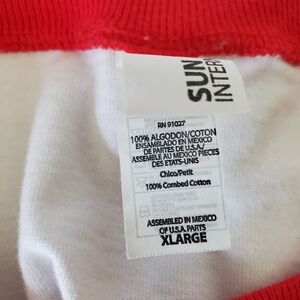 SUN
INTER
RN 91027
100% ALGODON/COTON
ENSAMBLADO EN MEXICO
DE PARTES DE U.S.A./
ASSEMBLE AU MEXICO PIECES
DES ETATS-UNIS
Chico/Petit
100% Combed Cotton
ASSEMBLED IN MEXICO
OF U.S.A. PARTS
XLARGE